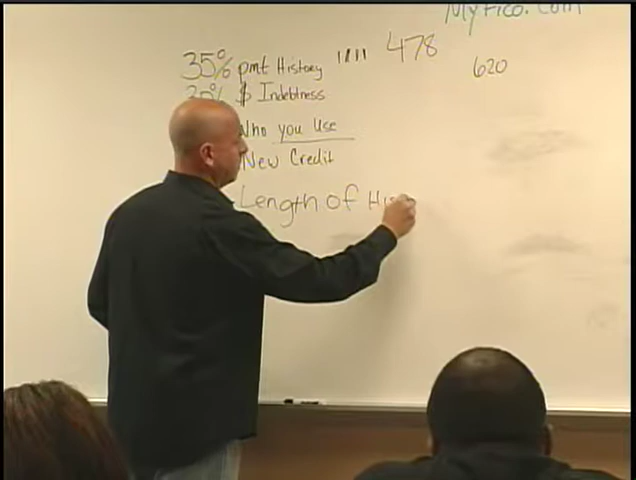 MyFico.com
35% pmt History 478
620
30% $ Indebtness
Who you Use
New Credit
Length of His